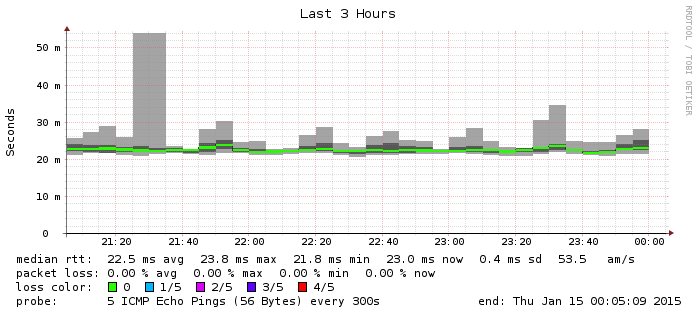 Last 3 Hours
RRDTOOL / TOBI OETIKER
Seconds
50 m
40 m
30 m
20 m
10 m
0
21:20 21:40 22:00 22:20 22:40 23:00 23:20 23:40 00:00
median rtt: 22.5 ms avg 23.8 ms max 21.8 ms min 23.0 ms now 0.4 ms sd 53.5 am/s
packet loss: 0.00 % avg 0.00 % max 0.00 % min 0.00 % now
loss color: 0 1/5 2/5 3/5 4/5
probe: 5 ICMP Echo Pings (56 Bytes) every 300s end: Thu Jan 15 00:05:09 2015